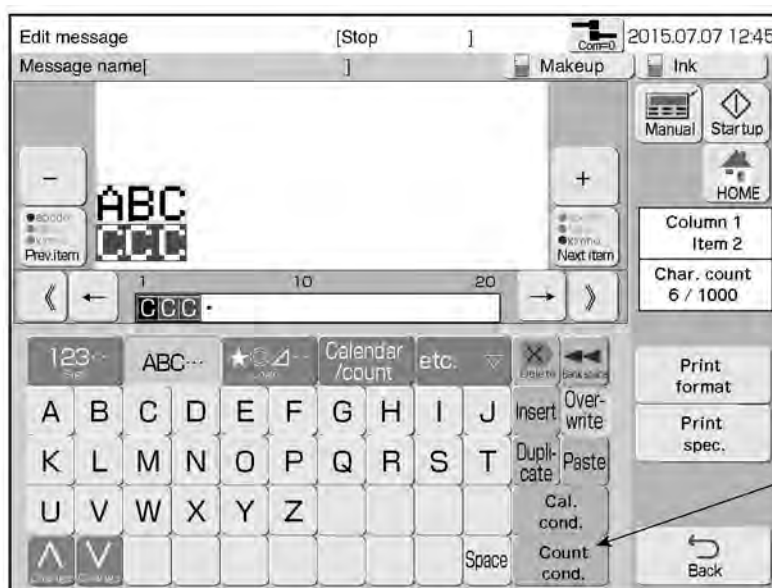 Edit message [Stop ] Com=0 2015.07.07 12:45
Message name[ ] Makeup Ink
Manual Startup
HOME
− +
ABC
CCC
Prev.item Next item
Column 1
Item 2
Char. count
6 / 1000
1 10 20
《 ← CCC· → 》
123·· ABC··· ★ Calendar /count etc. ▽
A B C D E F G H I J Insert Over-write
K L M N O P Q R S T Dupli-cate Paste
U V W X Y Z Cal. cond.
Space Count cond.
Print format
Print spec.
Back